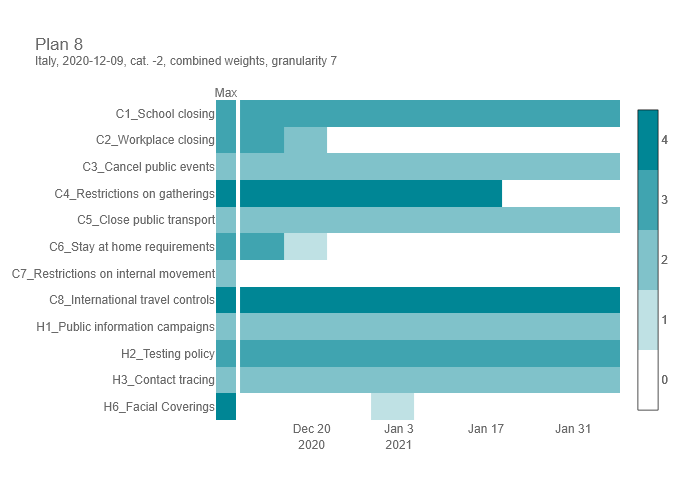 Plan 8
Italy, 2020-12-09, cat. -2, combined weights, granularity 7
Max
C1_School closing
C2_Workplace closing
C3_Cancel public events
C4_Restrictions on gatherings
C5_Close public transport
C6_Stay at home requirements
C7_Restrictions on internal movement
C8_International travel controls
H1_Public information campaigns
H2_Testing policy
H3_Contact tracing
H6_Facial Coverings
Dec 20 Jan 3 Jan 17 Jan 31
2020 2021
4
3
2
1
0